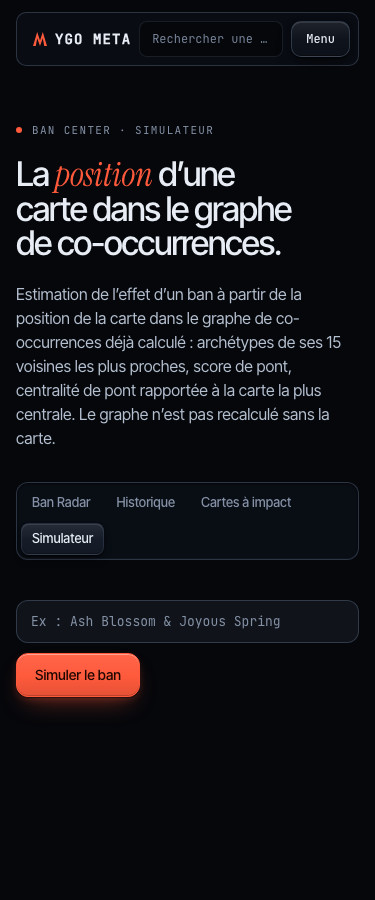 YGO META
Rechercher une …
Menu
BAN CENTER · SIMULATEUR
La position d’une
carte dans le graphe
de co-occurrences.
Estimation de l’effet d’un ban à partir de la
position de la carte dans le graphe de co-
occurrences déjà calculé : archétypes de ses 15
voisines les plus proches, score de pont,
centralité de pont rapportée à la carte la plus
centrale. Le graphe n’est pas recalculé sans la
carte.
Ban Radar
Historique
Cartes à impact
Simulateur
Ex : Ash Blossom & Joyous Spring
Simuler le ban